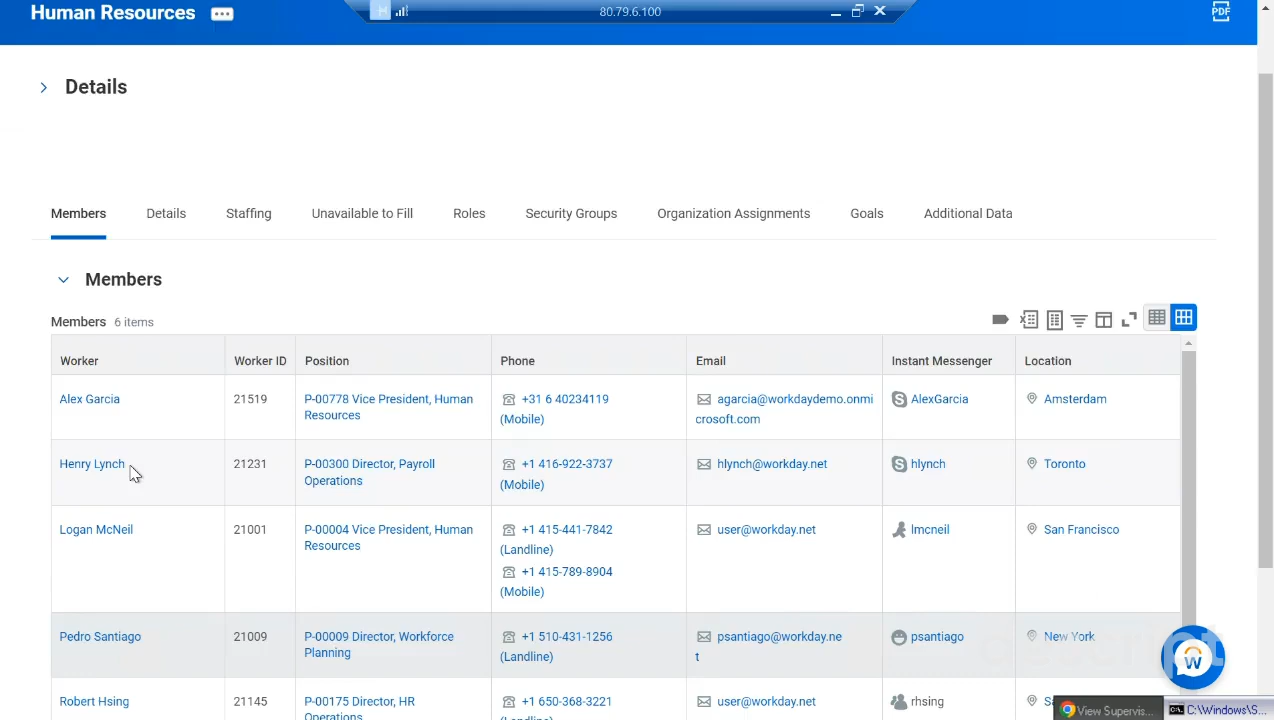 Human Resources
80.79.6.100
PDF
Details
Members Details Staffing Unavailable to Fill Roles Security Groups Organization Assignments Goals Additional Data
Members
Members 6 items
Worker Worker ID Position Phone Email Instant Messenger Location
Alex Garcia 21519 P-00778 Vice President, Human +31 6 40234119 agarcia@workdaydemo.onmi AlexGarcia Amsterdam
Resources (Mobile) crosoft.com
Henry Lynch 21231 P-00300 Director, Payroll +1 416-922-3737 hlynch@workday.net hlynch Toronto
Operations (Mobile)
Logan McNeil 21001 P-00004 Vice President, Human +1 415-441-7842 user@workday.net lmcneil San Francisco
Resources (Landline)
+1 415-789-8904
(Mobile)
Pedro Santiago 21009 P-00009 Director, Workforce +1 510-431-1256 psantiago@workday.ne psantiago New York
Planning (Landline) t
W
Robert Hsing 21145 P-00175 Director, HR +1 650-368-3221 user@workday.net rhsing
Operations
View Supervis... C:\Windows\S...